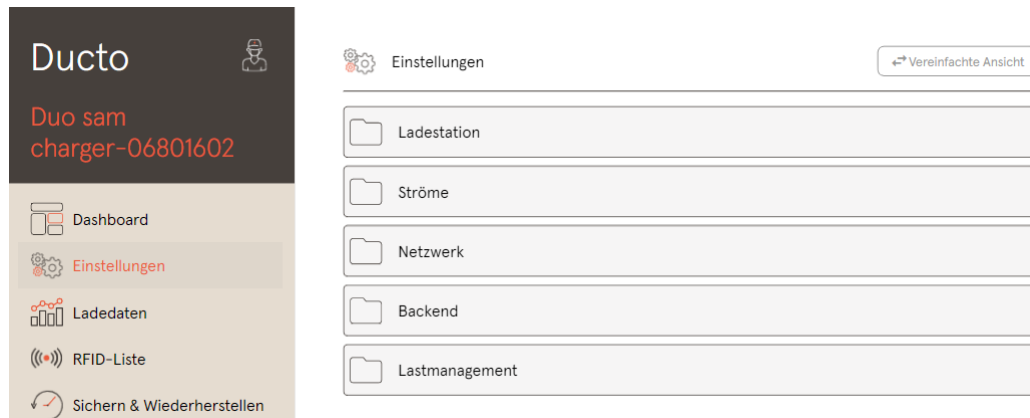 Ducto
Duo sam
charger-06801602
Dashboard
Einstellungen
Ladedaten
RFID-Liste
Sichern & Wiederherstellen
Einstellungen
Vereinfachte Ansicht
Ladestation
Ströme
Netzwerk
Backend
Lastmanagement